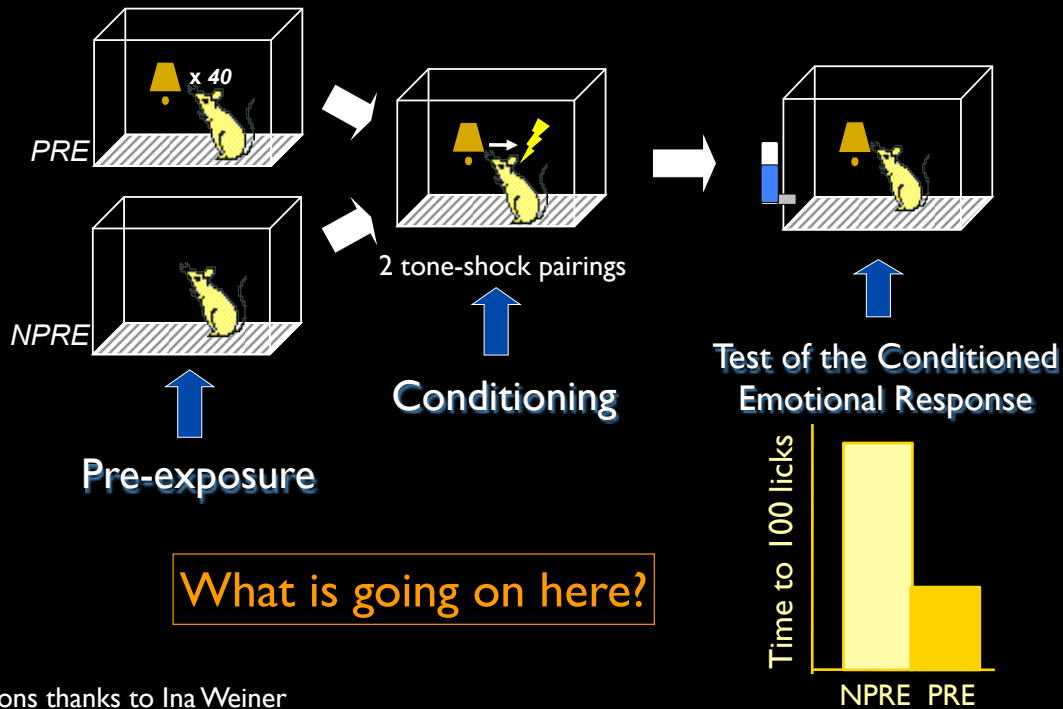 x 40
PRE
NPRE
2 tone-shock pairings
Pre-exposure
Conditioning
Test of the Conditioned
Emotional Response
Time to 100 licks
NPRE PRE
What is going on here?
thanks to Ina Weiner